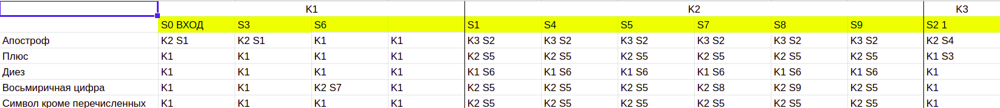 K1 K2 K3
S0 ВХОД S3 S6 S1 S4 S5 S7 S8 S9 S2 1
Апостроф K2 S1 K2 S1 K1 K1 K3 S2 K3 S2 K3 S2 K3 S2 K3 S2 K3 S2 K2 S4
Плюс K1 K1 K1 K1 K2 S5 K2 S5 K2 S5 K2 S5 K2 S5 K2 S5 K1 S3
Диез K1 K1 K1 K1 K1 S6 K1 S6 K1 S6 K1 S6 K1 S6 K1 S6 K1
Восьмиричная цифра K1 K1 K2 S7 K1 K2 S5 K2 S5 K2 S5 K2 S8 K2 S9 K2 S5 K1
Символ кроме перечисленных K1 K1 K1 K1 K2 S5 K2 S5 K2 S5 K2 S5 K2 S5 K2 S5 K1